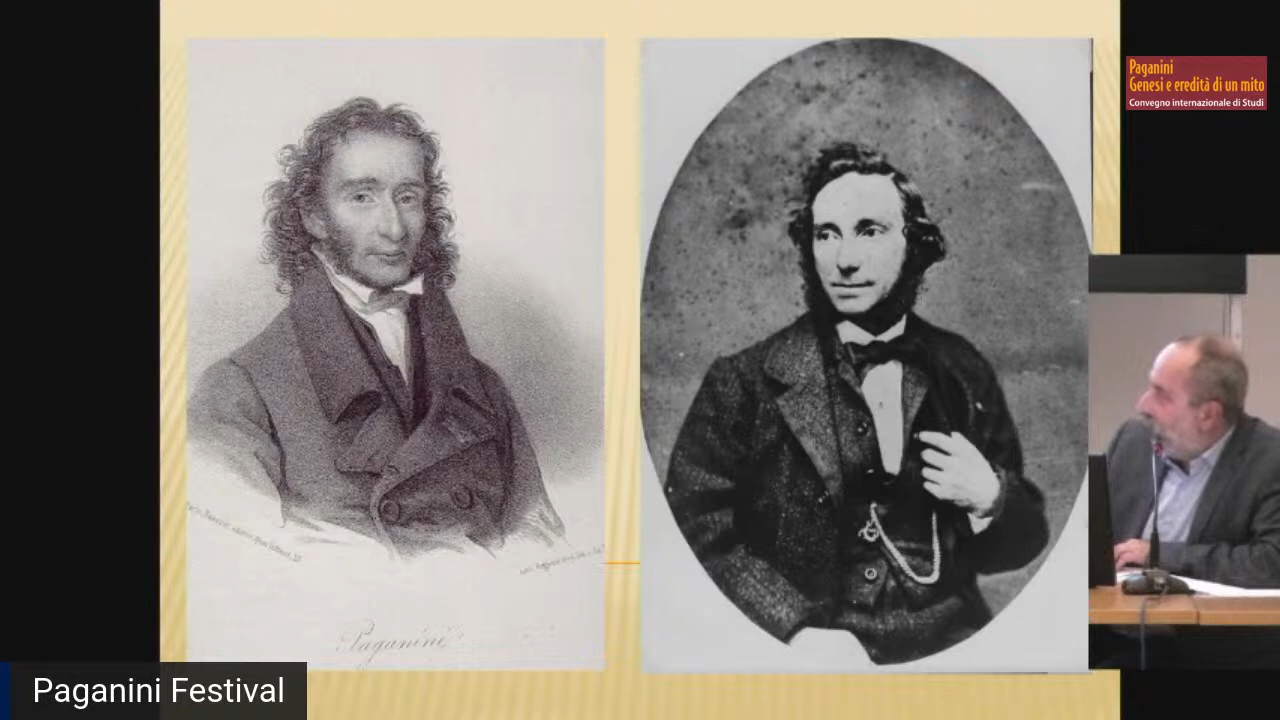 Paganini
Genesi e eredità di un mito
Convegno internazionale di Studi
Paganini
Paganini Festival